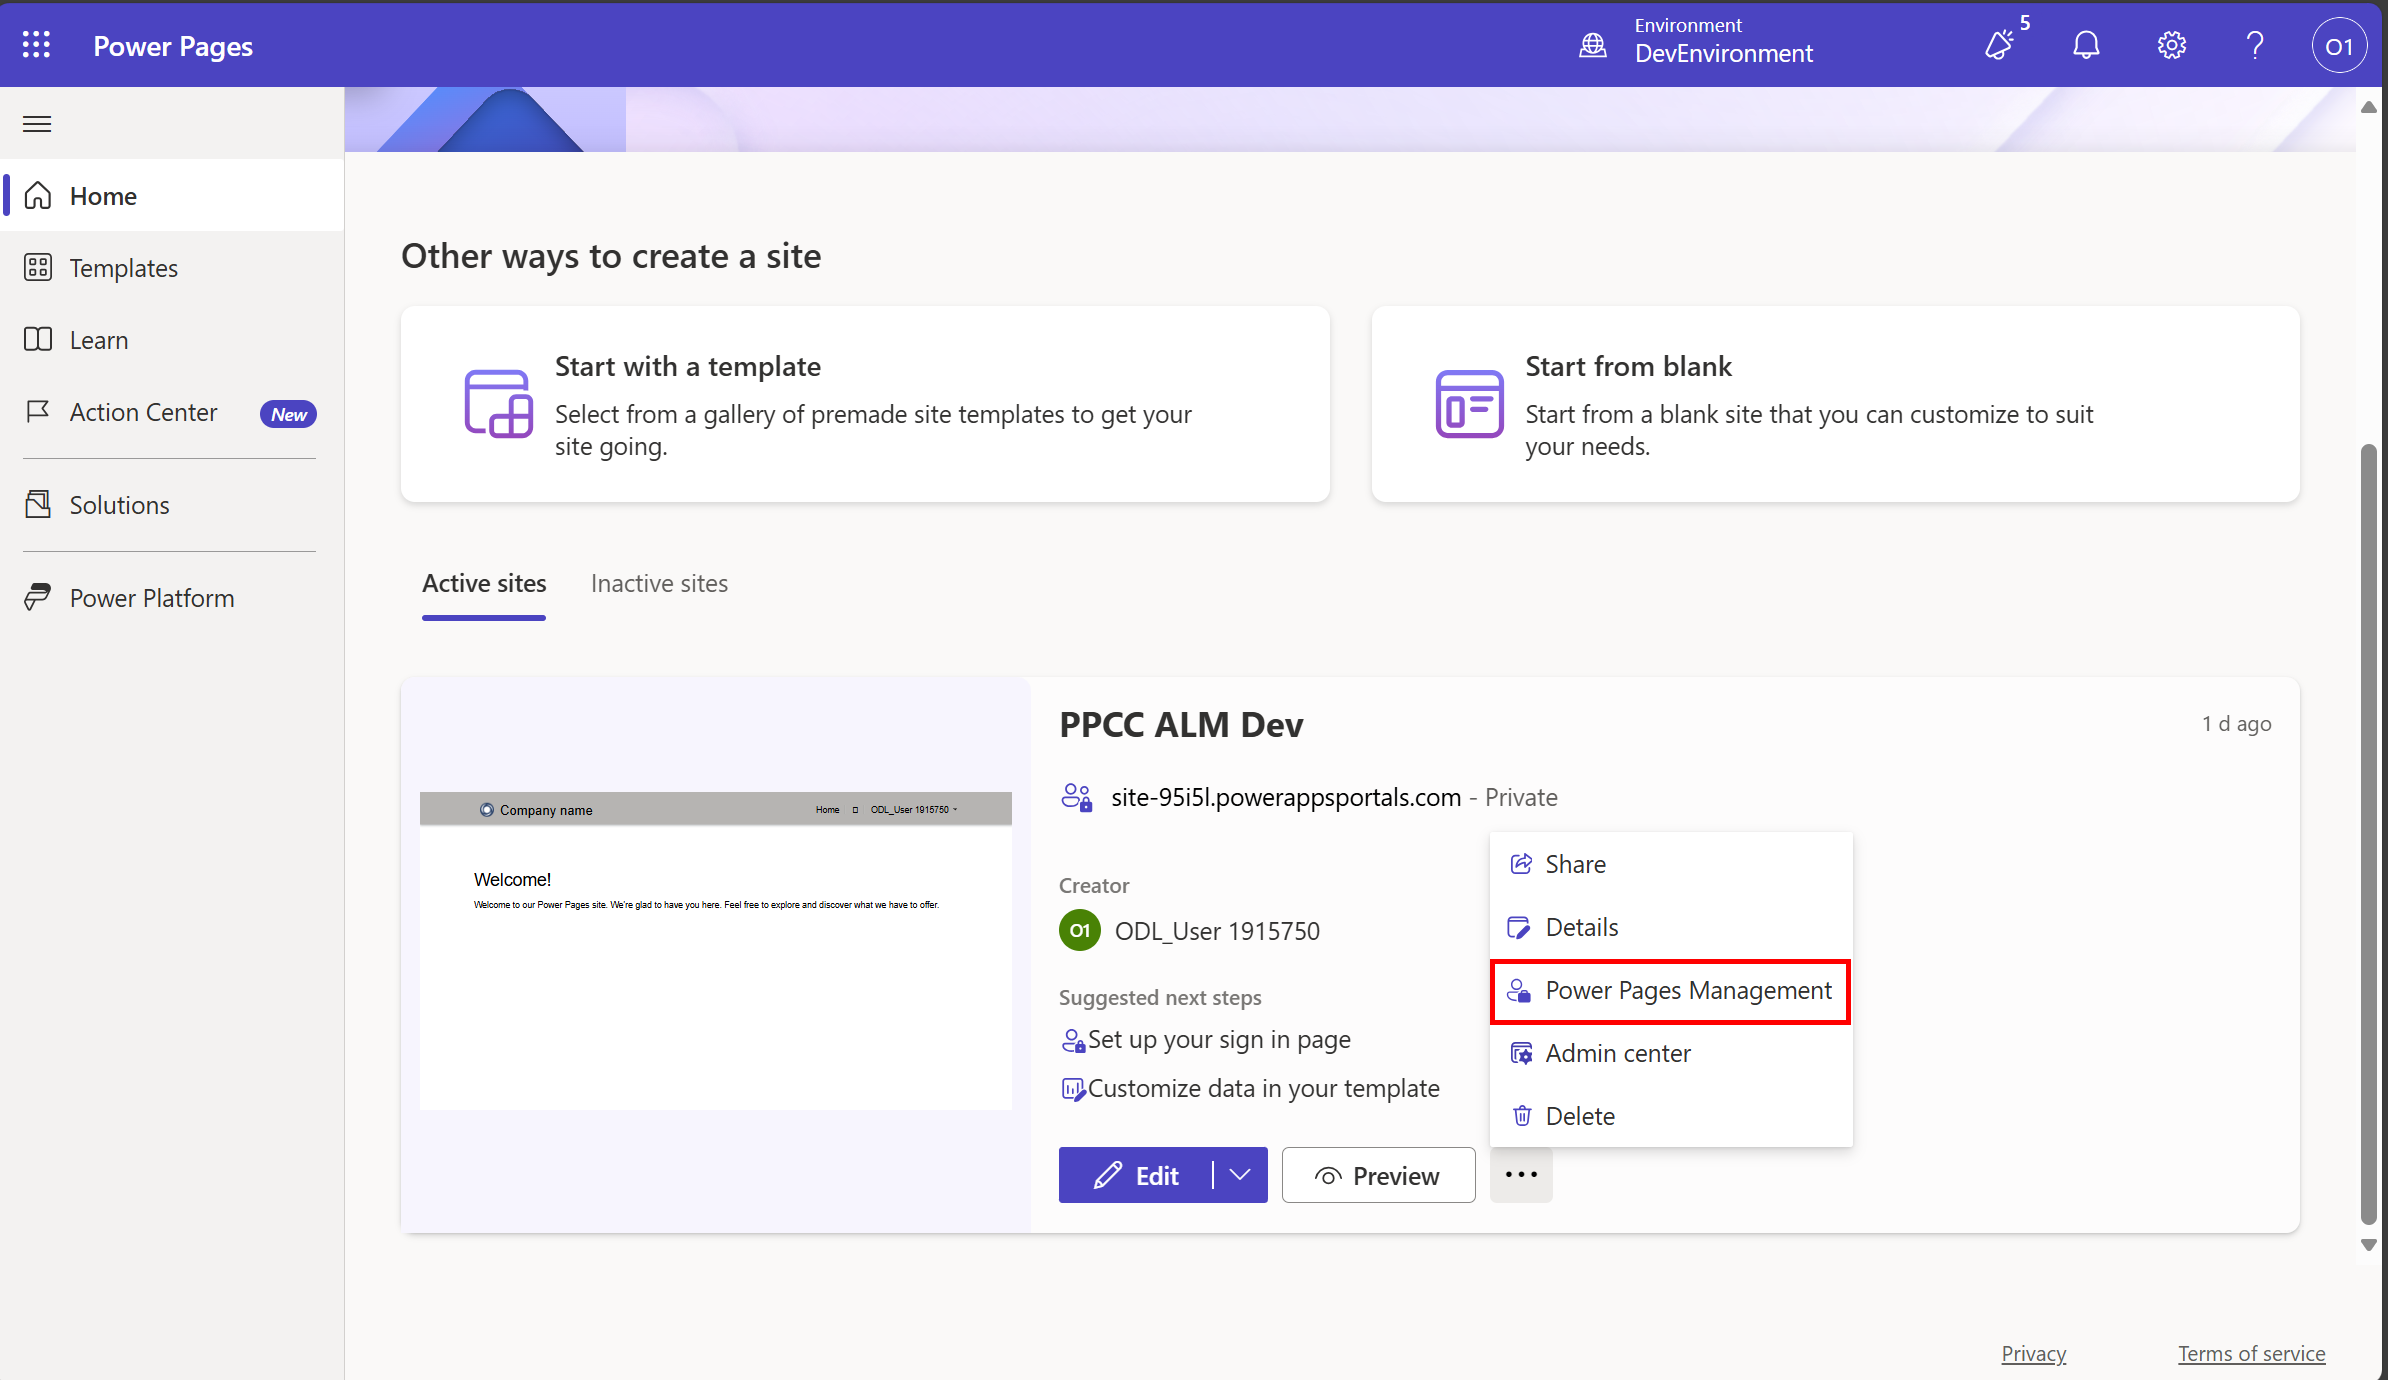 Power Pages
Environment
DevEnvironment
5
O1
Home
Templates
Learn
Action Center
New
Solutions
Power Platform
Other ways to create a site
Start with a template
Select from a gallery of premade site templates to get your
site going.
Start from blank
Start from a blank site that you can customize to suit
your needs.
Active sites
Inactive sites
Company name
Home
ODL_User 1915750
Welcome!
Welcome to our Power Pages site. We're glad to have you here. Feel free to explore and discover what we have to offer.
PPCC ALM Dev
1 d ago
site-95i5l.powerappsportals.com - Private
Creator
O1
ODL_User 1915750
Suggested next steps
Set up your sign in page
Customize data in your template
Share
Details
Power Pages Management
Admin center
Delete
Edit
Preview
Privacy
Terms of service